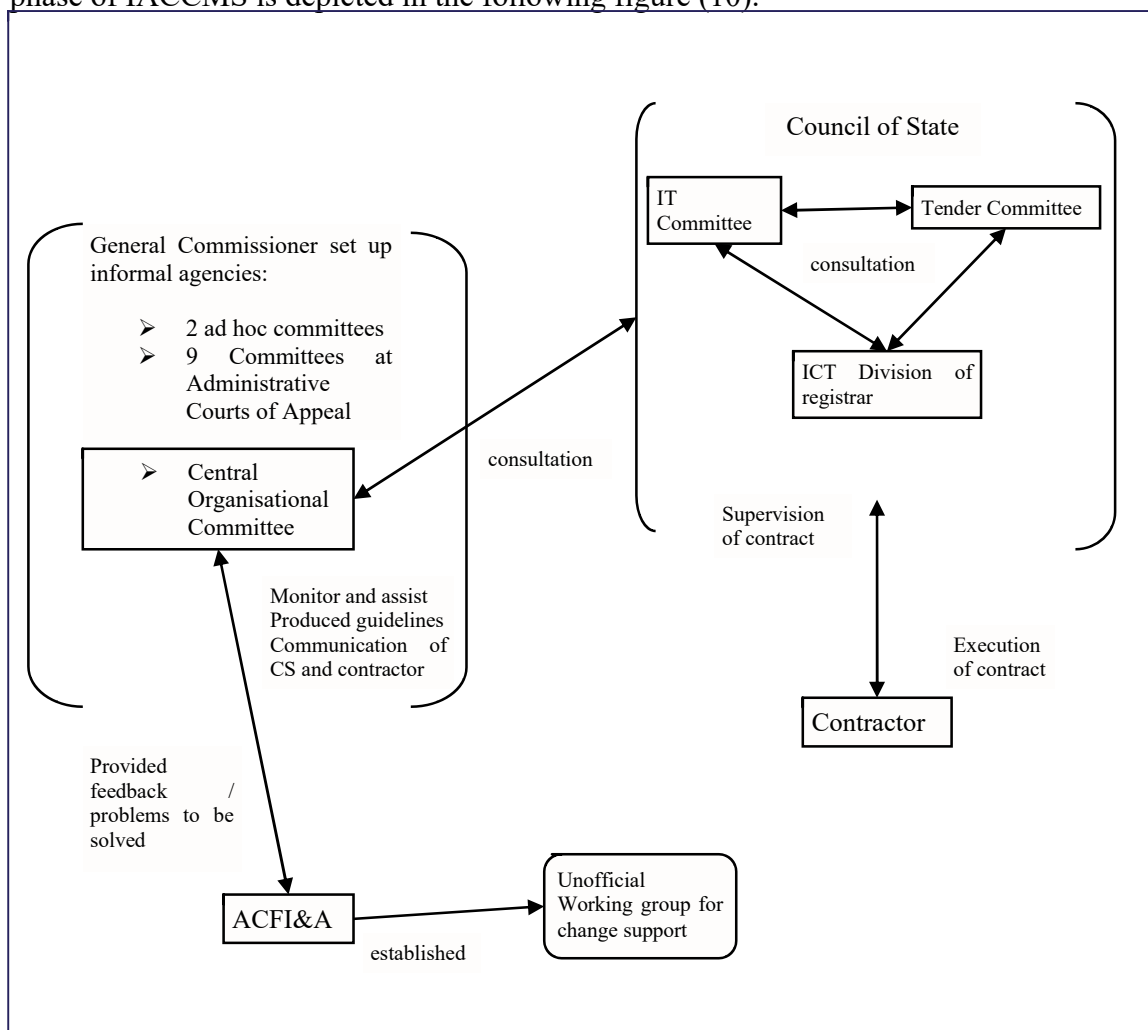 phase of IACCMS is depicted in the following figure (10).
Council of State
IT
Committee
Tender Committee
consultation
ICT Division of
registrar
General Commissioner set up
informal agencies:
➢ 2 ad hoc committees
➢ 9 Committees at
Administrative
Courts of Appeal
➢ Central
Organisational
Committee
consultation
Supervision
of contract
Monitor and assist
Produced guidelines
Communication of
CS and contractor
Execution
of contract
Contractor
Provided
feedback /
problems to be
solved
ACFI&A
established
Unofficial
Working group for
change support